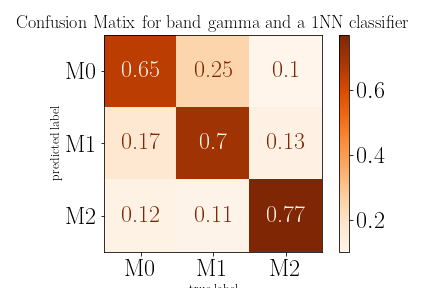 Confusion Matix for band gamma and a 1NN classifier
M0 0.65 0.25 0.1
M1 0.17 0.7 0.13
M2 0.12 0.11 0.77
M0 M1 M2
predicted label
true label
0.6
0.4
0.2